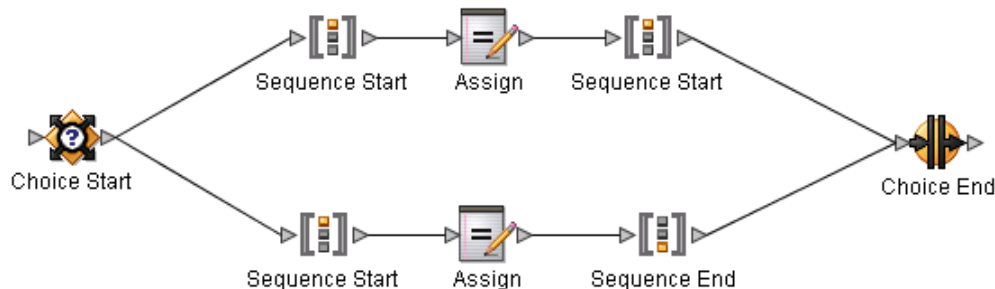 Sequence Start Assign Sequence Start
Choice Start Choice End
Sequence Start Assign Sequence End